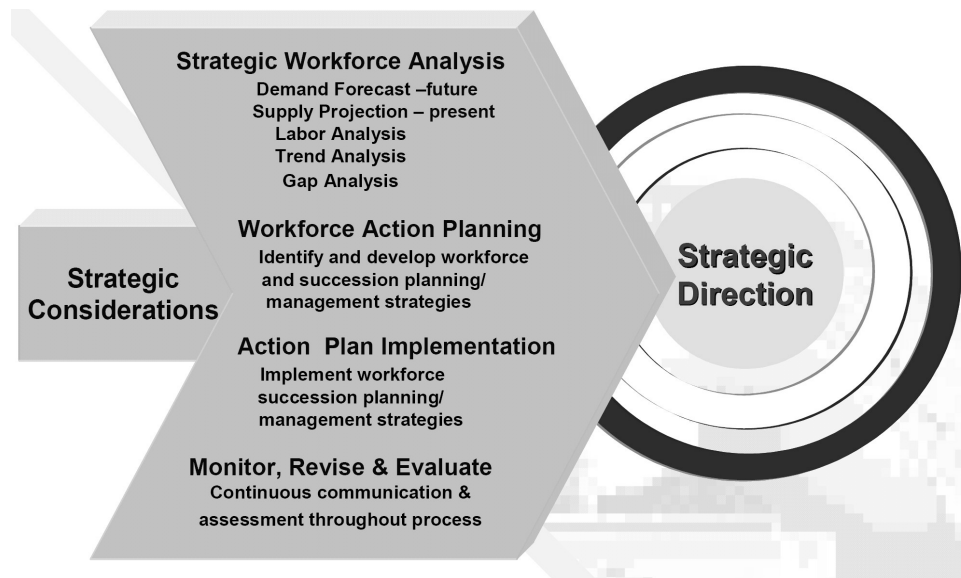 Strategic Workforce Analysis
Demand Forecast –future
Supply Projection – present
Labor Analysis
Trend Analysis
Gap Analysis
Workforce Action Planning
Identify and develop workforce
and succession planning/
management strategies
Action Plan Implementation
Implement workforce
succession planning/
management strategies
Monitor, Revise & Evaluate
Continuous communication &
assessment throughout process
Strategic
Considerations
Strategic
Direction